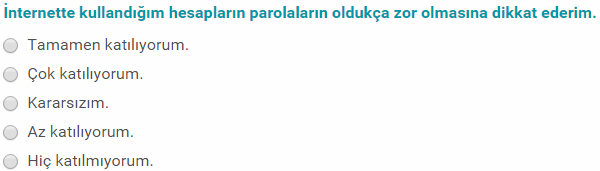 İnternette kullandığım hesapların parolaların oldukça zor olmasına dikkat ederim.
Tamamen katılıyorum.
Çok katılıyorum.
Kararsızım.
Az katılıyorum.
Hiç katılmıyorum.